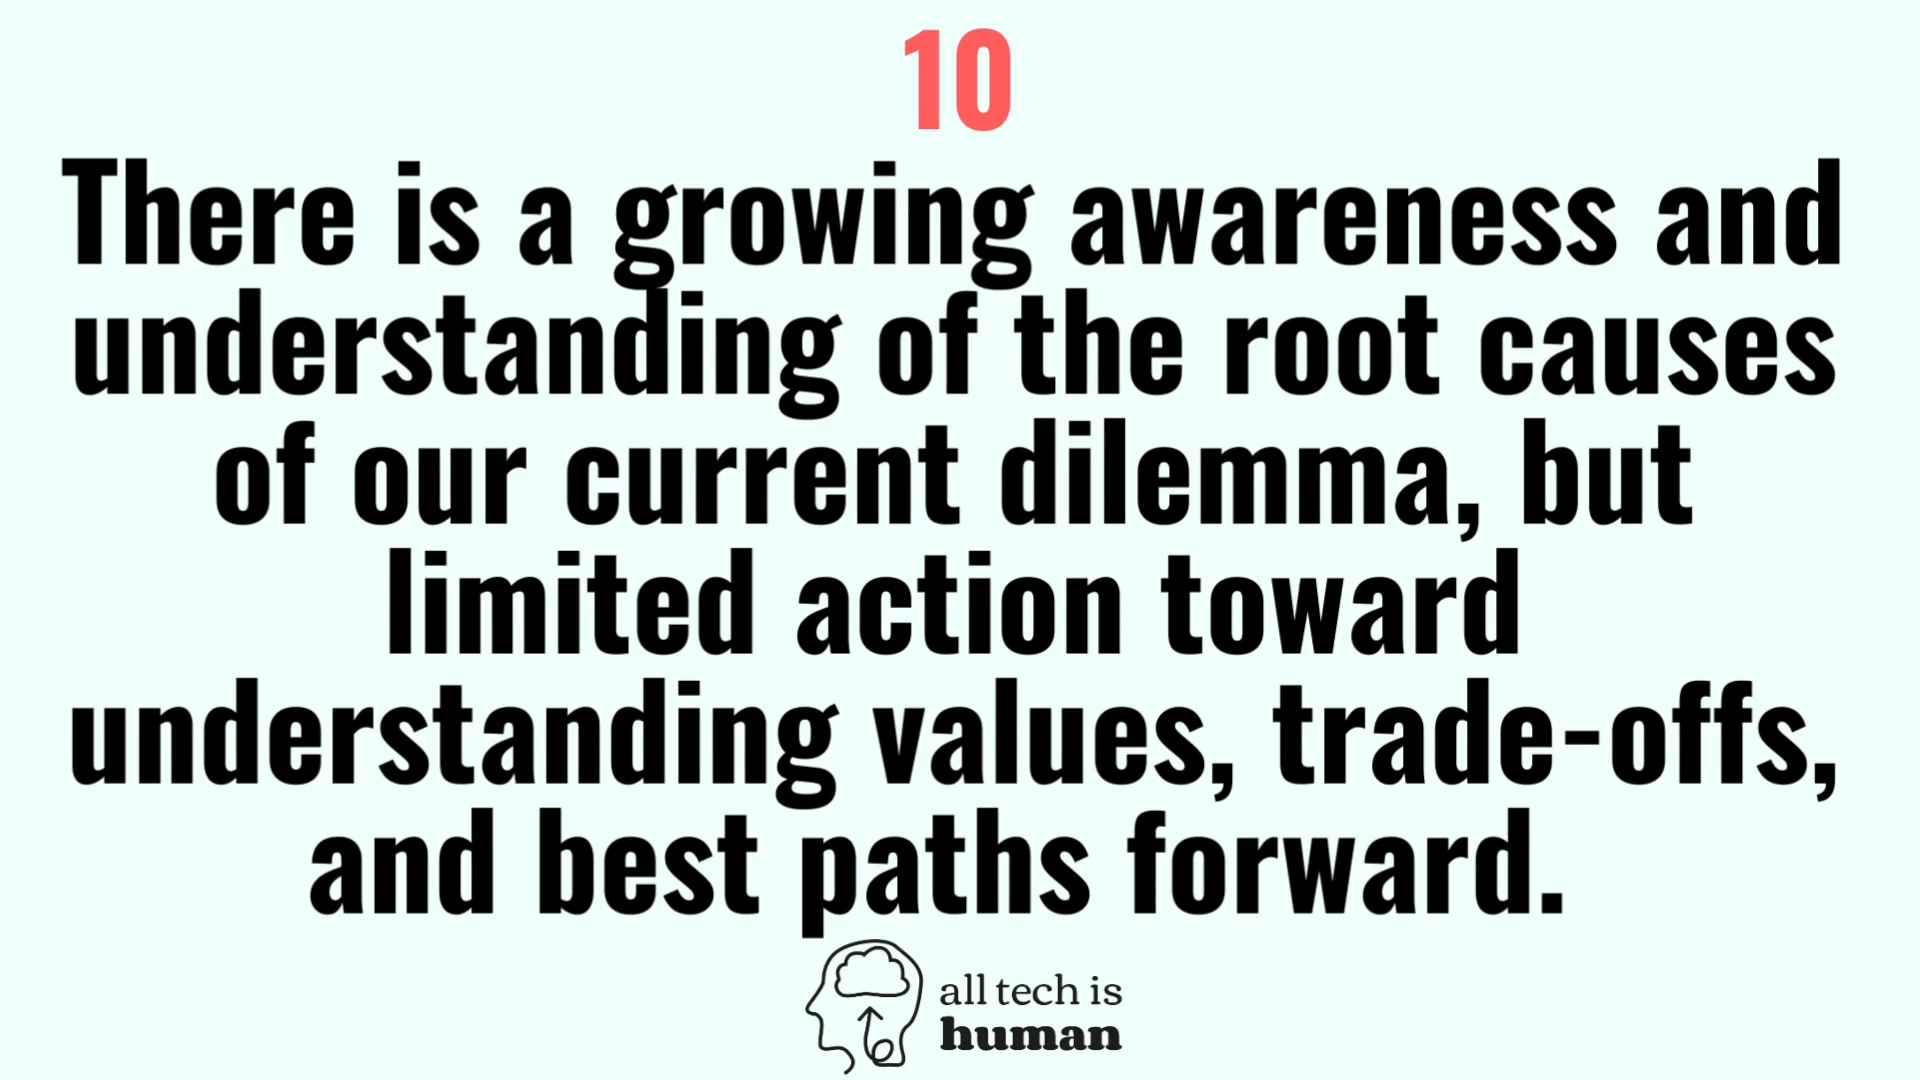 10
There is a growing awareness and
understanding of the root causes
of our current dilemma, but
limited action toward
understanding values, trade-offs,
and best paths forward.
all tech is
human